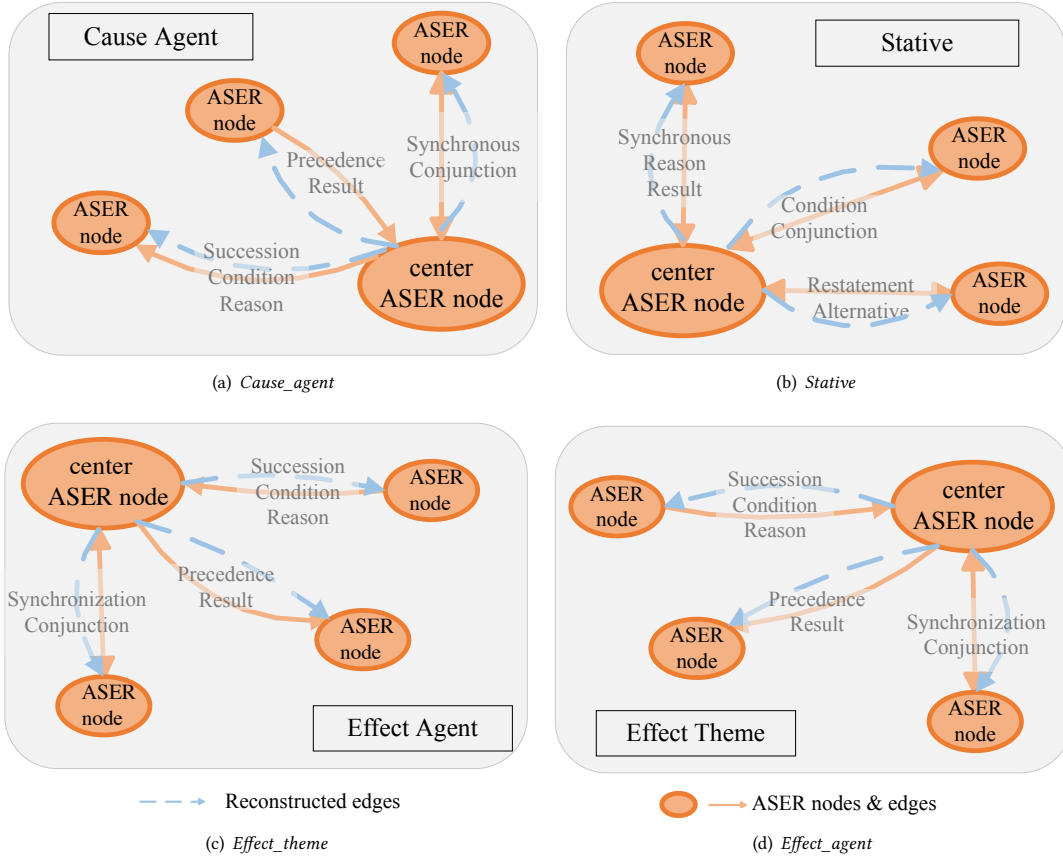 Cause Agent
ASER
node
ASER
node
Precedence
Result
Synchronous
Conjunction
ASER
node
Succession
Condition
Reason
center
ASER node
(a) Cause_agent
Stative
ASER
node
Synchronous
Reason
Result
ASER
node
Condition
Conjunction
center
ASER node
Restatement
Alternative
ASER
node
(b) Stative
center
ASER node
Succession
Condition
Reason
ASER
node
Precedence
Result
Synchronization
Conjunction
ASER
node
ASER
node
Effect Agent
Reconstructed edges
(c) Effect_theme
ASER
node
Succession
Condition
Reason
center
ASER node
Precedence
Result
ASER
node
Synchronization
Conjunction
ASER
node
Effect Theme
ASER nodes & edges
(d) Effect_agent